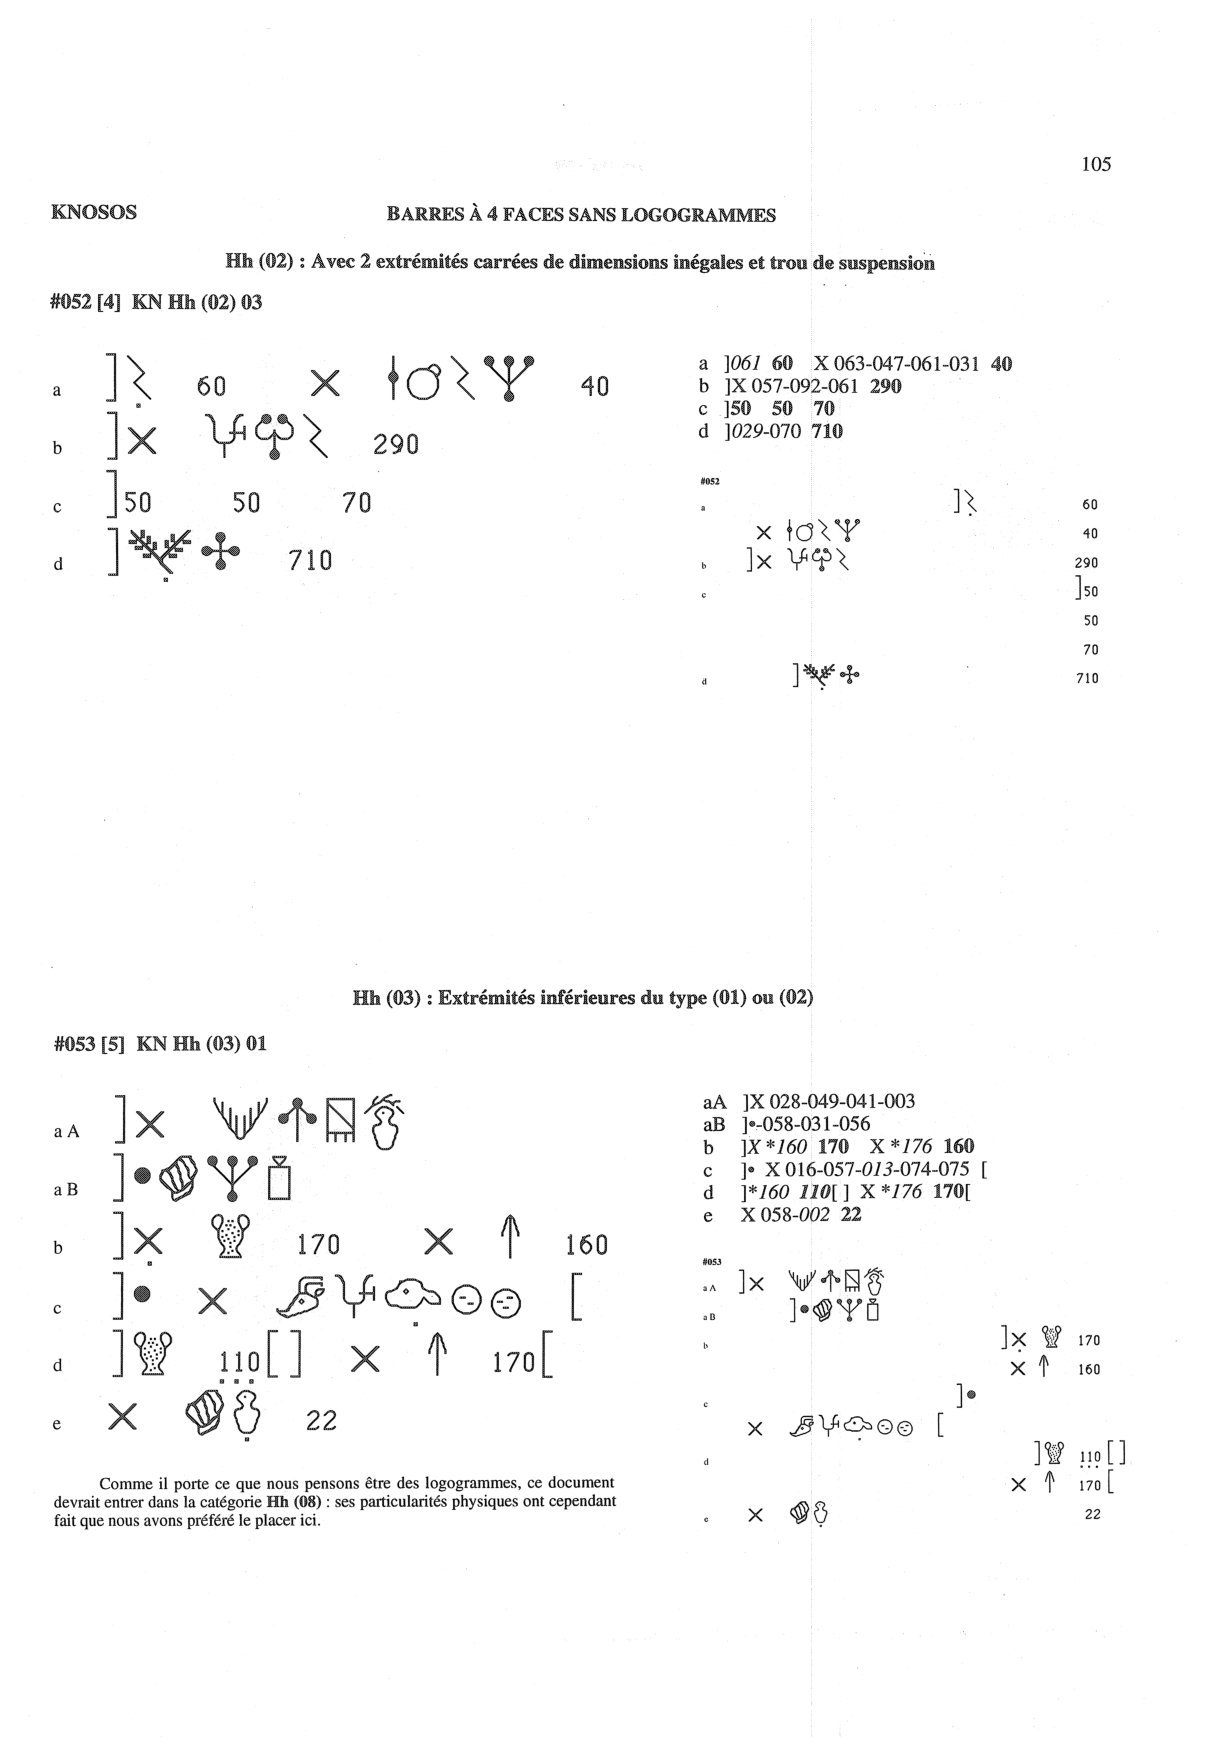 105
KNOSOS
BARRES À 4 FACES SANS LOGOGRAMMES
Hh (02) : Avec 2 extrémités carrées de dimensions inégales et trou de suspension
#052 [4] KN Hh (02) 03
a ] 60 X 40
b ]X 290
c ]50 50 70
d ] 710
a ]061 60 X 063-047-061-031 40
b ]X 057-092-061 290
c ]50 50 70
d ]029-070 710
#052
a ] 60
X 40
b ]X 290
c ]50
50
70
d ] 710
Hh (03) : Extrémités inférieures du type (01) ou (02)
#053 [5] KN Hh (03) 01
a A ]X
a B ]•
b ]X 170 X 160
c ]• X [
d ] 110[ ] X 170[
e X 22
aA ]X 028-049-041-003
aB ]•-058-031-056
b ]X *160 170 X *176 160
c ]• X 016-057-013-074-075 [
d ]*160 110[ ] X *176 170[
e X 058-002 22
#053
a A ]X
a B ]•
b ]X 170
X 160
c ]•
X [
d ] 110[ ]
X 170[
e X 22
Comme il porte ce que nous pensons être des logogrammes, ce document
devrait entrer dans la catégorie Hh (08) : ses particularités physiques ont cependant
fait que nous avons préféré le placer ici.